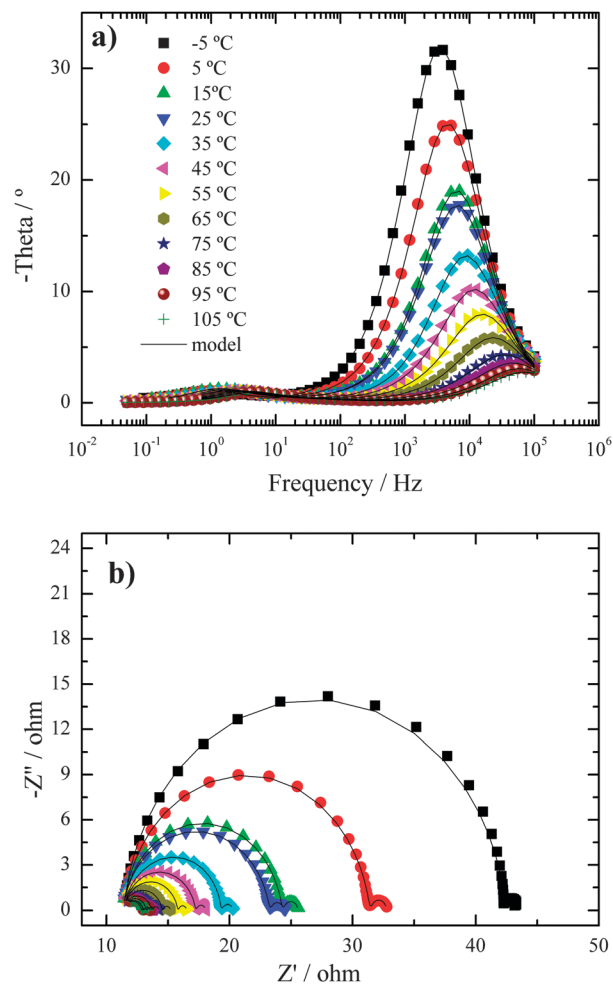 a)
-5 ºC
5 ºC
15ºC
25 ºC
35 ºC
45 ºC
55 ºC
65 ºC
75 ºC
85 ºC
95 ºC
105 ºC
model
30
20
10
0
-Theta / º
10⁻² 10⁻¹ 10⁰ 10¹ 10² 10³ 10⁴ 10⁵ 10⁶
Frequency / Hz
b)
24
21
18
15
12
9
6
3
0
-Z'' / ohm
10 20 30 40 50
Z' / ohm